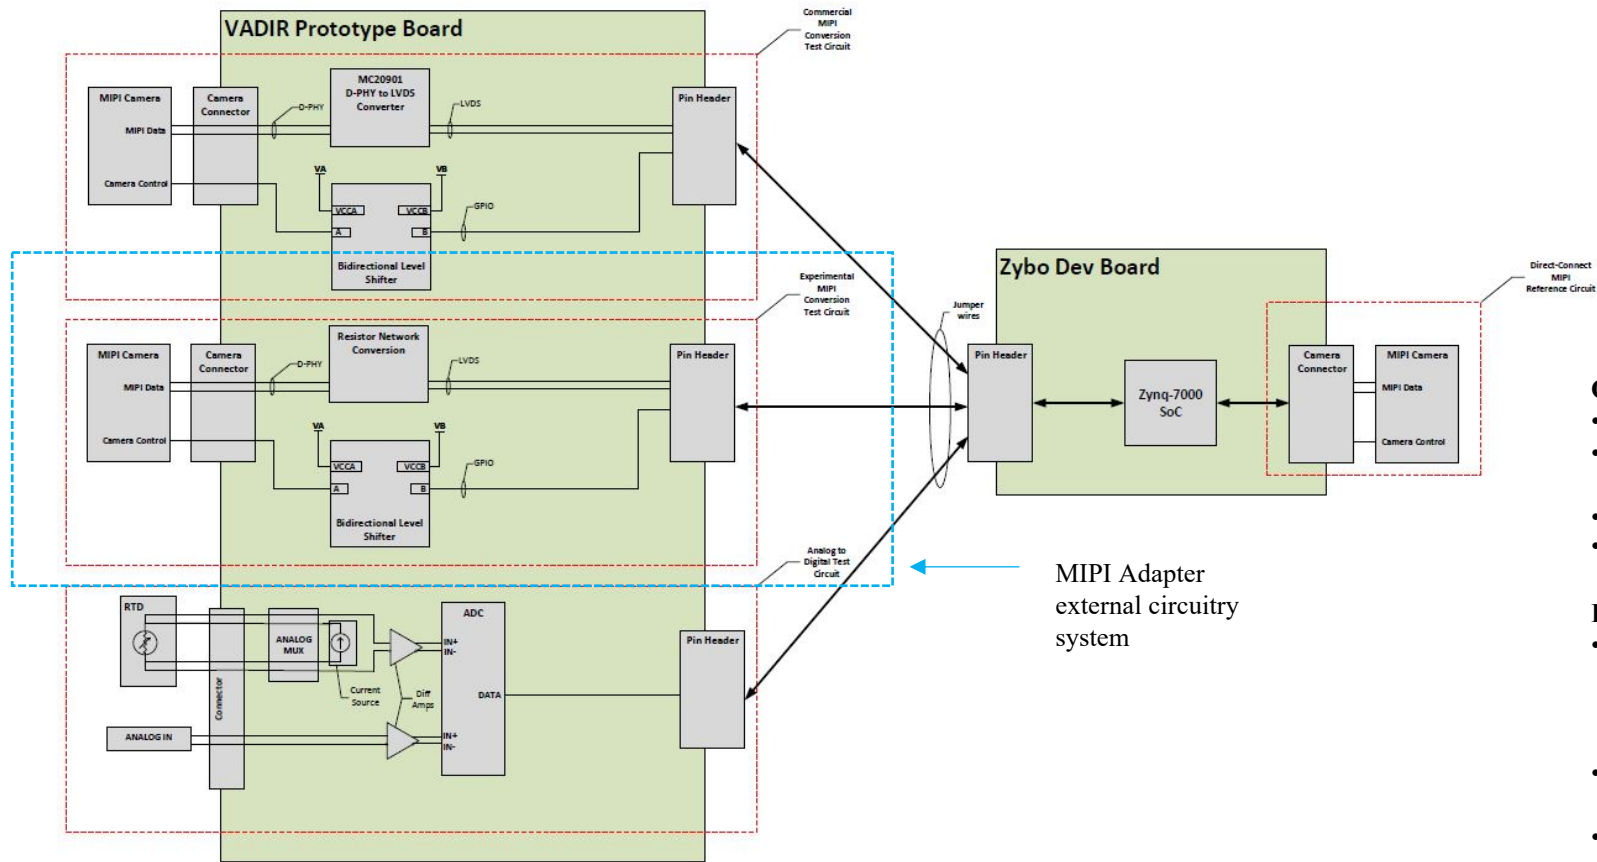 VADIR Prototype Board
Commercial
MIPI
Conversion
Test Circuit
MIPI Camera
MIPI Data
Camera Control
Camera
Connector
D-PHY
MC20901
D-PHY to LVDS
Converter
LVDS
Pin Header
VA
VB
VCCA
VCCB
A
B
GPIO
Bidirectional Level
Shifter
Experimental
MIPI
Conversion
Test Circuit
MIPI Camera
MIPI Data
Camera Control
Camera
Connector
D-PHY
Resistor Network
Conversion
LVDS
Pin Header
VA
VB
VCCA
VCCB
A
B
GPIO
Bidirectional Level
Shifter
Analog to
Digital Test
Circuit
RTD
Connector
ANALOG
MUX
Current
Source
Diff
Amps
ADC
IN+
IN-
DATA
IN+
IN-
ANALOG IN
Pin Header
Jumper
wires
Zybo Dev Board
Pin Header
Zynq-7000
SoC
Camera
Connector
MIPI Camera
MIPI Data
Camera Control
Direct-Connect
MIPI
Reference Circuit
MIPI Adapter
external circuitry
system